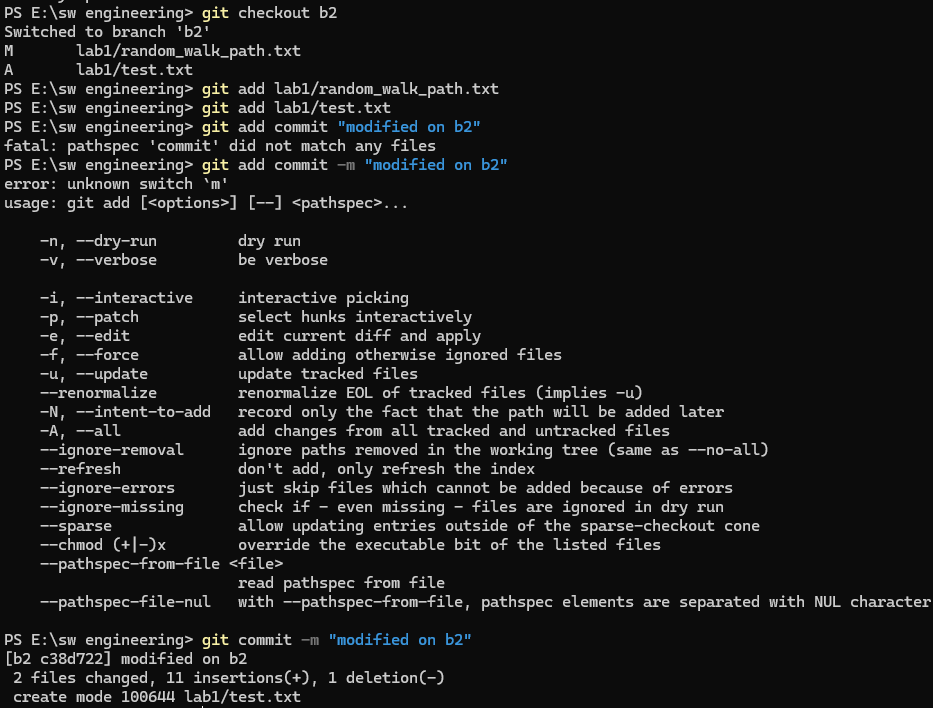 PS E:\sw engineering> git checkout b2
Switched to branch 'b2'
M       lab1/random_walk_path.txt
A       lab1/test.txt
PS E:\sw engineering> git add lab1/random_walk_path.txt
PS E:\sw engineering> git add lab1/test.txt
PS E:\sw engineering> git add commit "modified on b2"
fatal: pathspec 'commit' did not match any files
PS E:\sw engineering> git add commit -m "modified on b2"
error: unknown switch `m'
usage: git add [<options>] [--] <pathspec>...

    -n, --dry-run         dry run
    -v, --verbose         be verbose

    -i, --interactive     interactive picking
    -p, --patch           select hunks interactively
    -e, --edit            edit current diff and apply
    -f, --force           allow adding otherwise ignored files
    -u, --update          update tracked files
    --renormalize         renormalize EOL of tracked files (implies -u)
    -N, --intent-to-add   record only the fact that the path will be added later
    -A, --all             add changes from all tracked and untracked files
    --ignore-removal      ignore paths removed in the working tree (same as --no-all)
    --refresh             don't add, only refresh the index
    --ignore-errors       just skip files which cannot be added because of errors
    --ignore-missing      check if - even missing - files are ignored in dry run
    --sparse              allow updating entries outside of the sparse-checkout cone
    --chmod (+|-)x        override the executable bit of the listed files
    --pathspec-from-file <file>
                          read pathspec from file
    --pathspec-file-nul   with --pathspec-from-file, pathspec elements are separated with NUL character

PS E:\sw engineering> git commit -m "modified on b2"
[b2 c38d722] modified on b2
 2 files changed, 11 insertions(+), 1 deletion(-)
 create mode 100644 lab1/test.txt